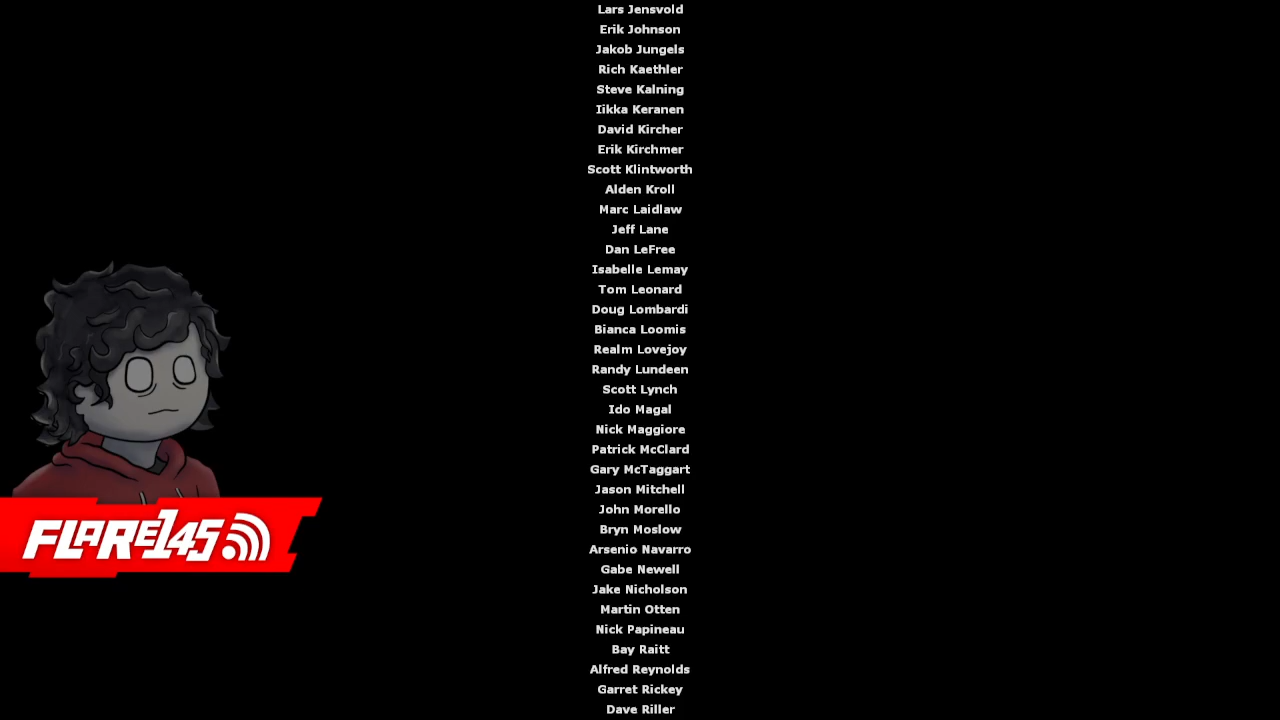 Lars Jensvold
Erik Johnson
Jakob Jungels
Rich Kaethler
Steve Kalning
Iikka Keranen
David Kircher
Erik Kirchmer
Scott Klintworth
Alden Kroll
Marc Laidlaw
Jeff Lane
Dan LeFree
Isabelle Lemay
Tom Leonard
Doug Lombardi
Bianca Loomis
Realm Lovejoy
Randy Lundeen
Scott Lynch
Ido Magal
Nick Maggiore
Patrick McClard
Gary McTaggart
Jason Mitchell
John Morello
Bryn Moslow
Arsenio Navarro
Gabe Newell
Jake Nicholson
Martin Otten
Nick Papineau
Bay Raitt
Alfred Reynolds
Garret Rickey
Dave Riller
FLARE145